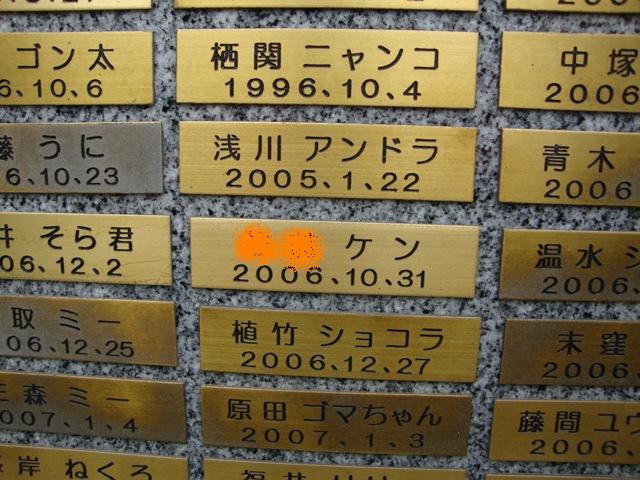 ゴン太
6.10.6
栖関 ニャンコ
1996.10.4
中塚
2006
藤 うに
6.10.23
浅川 アンドラ
2005.1.22
青木
2006
井 そら君
06.12.2
ケン
2006.10.31
温水
2006.
取 ミー
06.12.25
植竹 ショコラ
2006.12.27
末窪
2006.
森 ミー
2007.1.4
原田 ゴマちゃん
2007.1.3
藤間 ユウ
2006.
岸 ねくろ